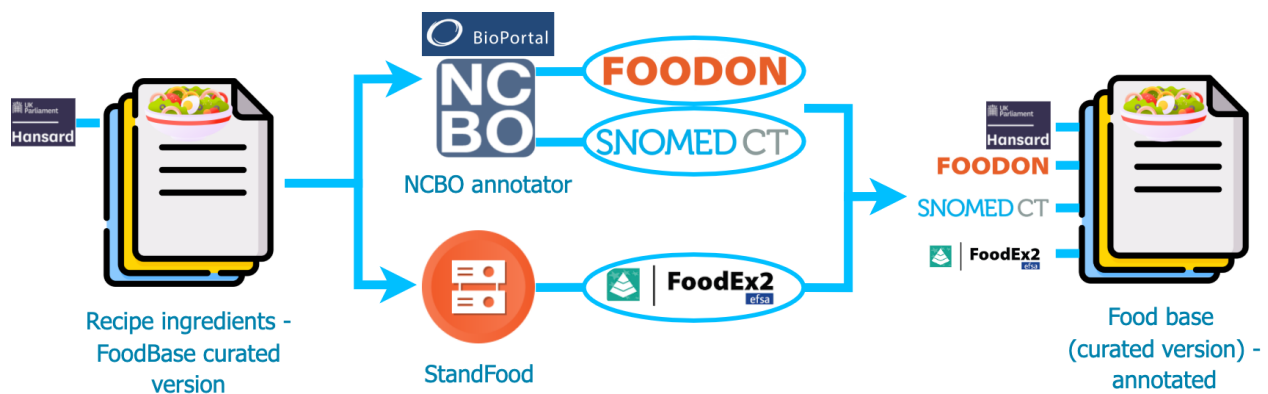 UK
Parliament
Hansard
Recipe ingredients -
FoodBase curated
version
BioPortal
NC
BO
NCBO annotator
FOODON
SNOMED CT
StandFood
FoodEx2
efsa
UK
Parliament
Hansard
FOODON
SNOMED CT
FoodEx2
efsa
Food base
(curated version) -
annotated